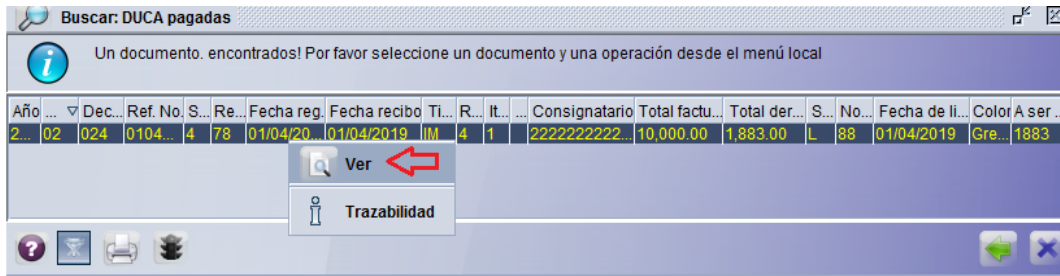 Buscar: DUCA pagadas
Un documento. encontrados! Por favor seleccione un documento y una operación desde el menú local
Año ... Dec... Ref. No. S... Re... Fecha reg. Fecha recibo Ti... R... It... ... Consignatario Total factu... Total der... S... No... Fecha de li... Color A ser ...
2... 02 024 0104... 4 78 01/04/20... 01/04/2019 IM 4 1 2222222222... 10,000.00 1,883.00 L 88 01/04/2019 Gre... 1883
Ver
Trazabilidad